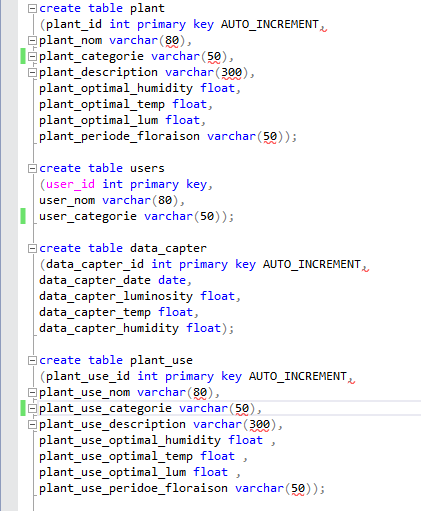 create table plant
(plant_id int primary key AUTO_INCREMENT,
plant_nom varchar(80),
plant_categorie varchar(50),
plant_description varchar(300),
plant_optimal_humidity float,
plant_optimal_temp float,
plant_optimal_lum float,
plant_periode_floraison varchar(50));
create table users
(user_id int primary key,
user_nom varchar(80),
user_categorie varchar(50));
create table data_capter
(data_capter_id int primary key AUTO_INCREMENT,
data_capter_date date,
data_capter_luminosity float,
data_capter_temp float,
data_capter_humidity float);
create table plant_use
(plant_use_id int primary key AUTO_INCREMENT,
plant_use_nom varchar(80),
plant_use_categorie varchar(50),
plant_use_description varchar(300),
plant_use_optimal_humidity float ,
plant_use_optimal_temp float ,
plant_use_optimal_lum float ,
plant_use_peridoe_floraison varchar(50));